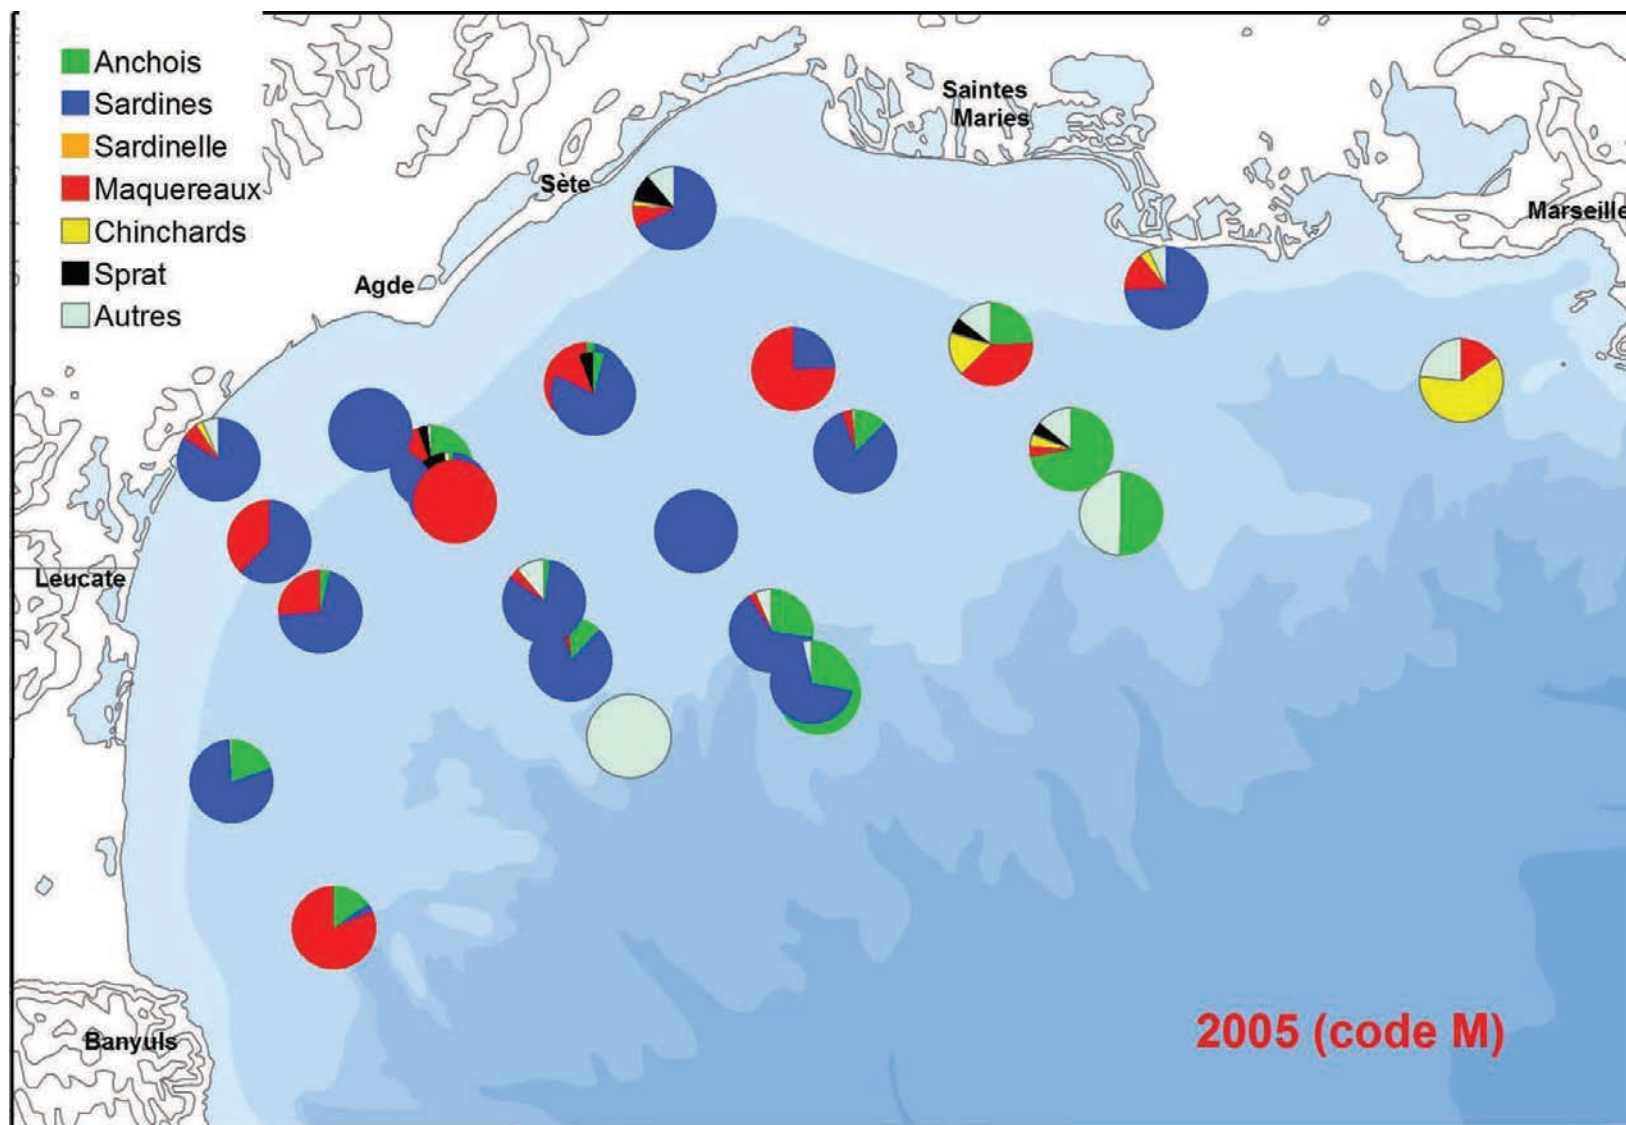 Anchois
Sardines
Sardinelle
Maquereaux
Chinchards
Sprat
Autres
Saintes
Maries
Sète
Marseille
Agde
Leucate
Banyuls
2005 (code M)